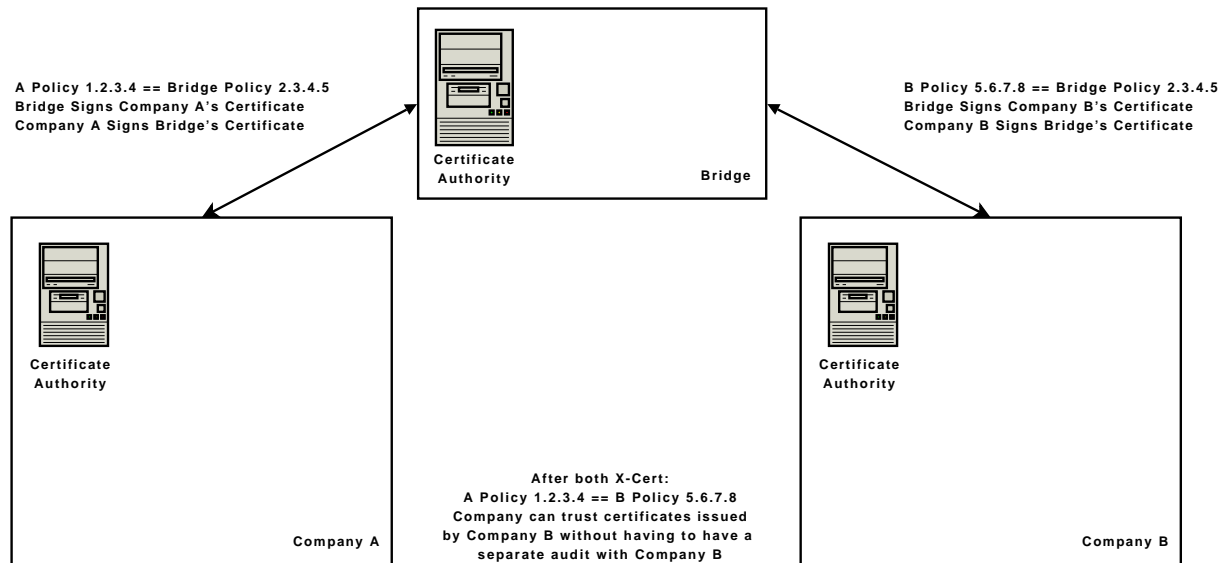 A Policy 1.2.3.4 == Bridge Policy 2.3.4.5
Bridge Signs Company A's Certificate
Company A Signs Bridge's Certificate
Certificate
Authority
Bridge
B Policy 5.6.7.8 == Bridge Policy 2.3.4.5
Bridge Signs Company B's Certificate
Company B Signs Bridge's Certificate
Certificate
Authority
Company A
After both X-Cert:
A Policy 1.2.3.4 == B Policy 5.6.7.8
Company can trust certificates issued
by Company B without having to have a
separate audit with Company B
Certificate
Authority
Company B